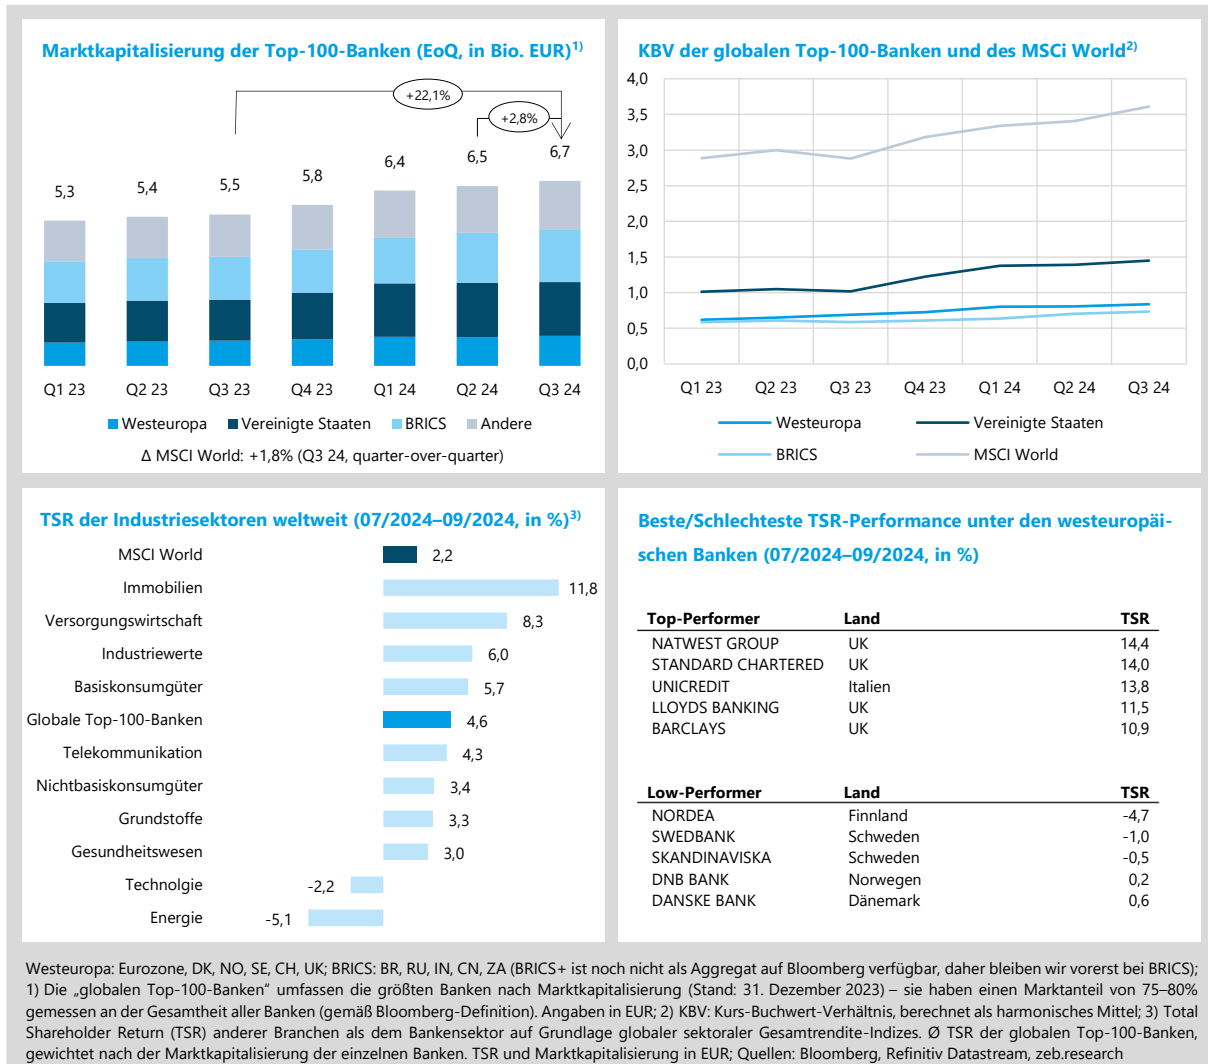 Marktkapitalisierung der Top-100-Banken (EoQ, in Bio. EUR)1)
+22,1%
+2,8%
5,3
5,4
5,5
5,8
6,4
6,5
6,7
Q1 23
Q2 23
Q3 23
Q4 23
Q1 24
Q2 24
Q3 24
Westeuropa
Vereinigte Staaten
BRICS
Andere
Δ MSCI World: +1,8% (Q3 24, quarter-over-quarter)
KBV der globalen Top-100-Banken und des MSCi World2)
4,0
3,5
3,0
2,5
2,0
1,5
1,0
0,5
0,0
Q1 23
Q2 23
Q3 23
Q4 23
Q1 24
Q2 24
Q3 24
Westeuropa
Vereinigte Staaten
BRICS
MSCI World
TSR der Industriesektoren weltweit (07/2024–09/2024, in %)3)
MSCI World 2,2
Immobilien 11,8
Versorgungswirtschaft 8,3
Industriewerte 6,0
Basiskonsumgüter 5,7
Globale Top-100-Banken 4,6
Telekommunikation 4,3
Nichtbasiskonsumgüter 3,4
Grundstoffe 3,3
Gesundheitswesen 3,0
Technolgie -2,2
Energie -5,1
Beste/Schlechteste TSR-Performance unter den westeuropäi-
schen Banken (07/2024–09/2024, in %)
Top-Performer Land TSR
NATWEST GROUP UK 14,4
STANDARD CHARTERED UK 14,0
UNICREDIT Italien 13,8
LLOYDS BANKING UK 11,5
BARCLAYS UK 10,9
Low-Performer Land TSR
NORDEA Finnland -4,7
SWEDBANK Schweden -1,0
SKANDINAVISKA Schweden -0,5
DNB BANK Norwegen 0,2
DANSKE BANK Dänemark 0,6
Westeuropa: Eurozone, DK, NO, SE, CH, UK; BRICS: BR, RU, IN, CN, ZA (BRICS+ ist noch nicht als Aggregat auf Bloomberg verfügbar, daher bleiben wir vorerst bei BRICS);
1) Die „globalen Top-100-Banken“ umfassen die größten Banken nach Marktkapitalisierung (Stand: 31. Dezember 2023) – sie haben einen Marktanteil von 75–80%
gemessen an der Gesamtheit aller Banken (gemäß Bloomberg-Definition). Angaben in EUR; 2) KBV: Kurs-Buchwert-Verhältnis, berechnet als harmonisches Mittel; 3) Total
Shareholder Return (TSR) anderer Branchen als dem Bankensektor auf Grundlage globaler sektoraler Gesamtrendite-Indizes. Ø TSR der globalen Top-100-Banken,
gewichtet nach der Marktkapitalisierung der einzelnen Banken. TSR und Marktkapitalisierung in EUR; Quellen: Bloomberg, Refinitiv Datastream, zeb.research